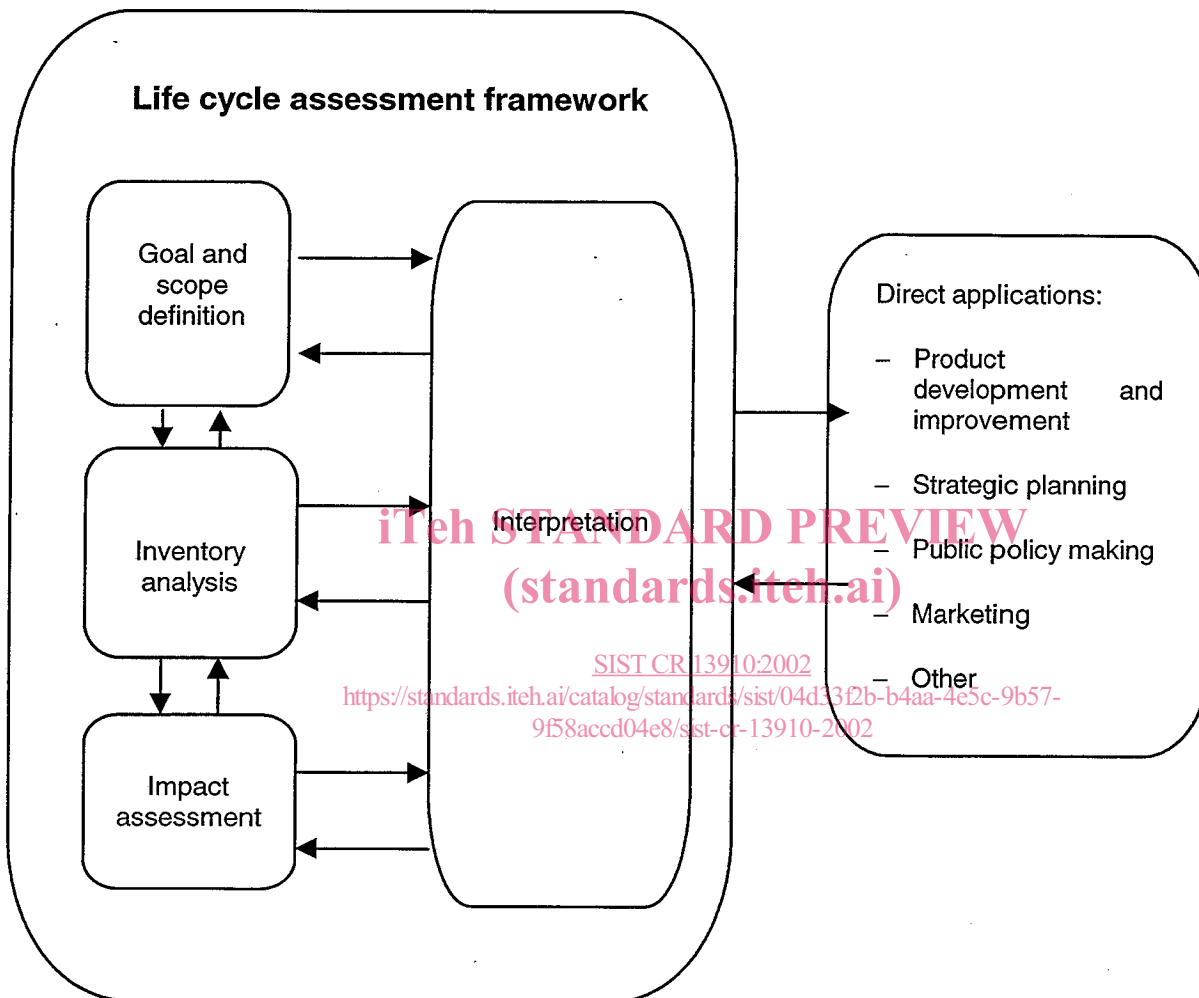 Life cycle assessment framework
Goal and
scope
definition
Inventory
analysis
Impact
assessment
Interpretation
Direct applications:
– Product
development and
improvement
– Strategic planning
– Public policy making
– Marketing
– Other
iTeh STANDARD PREVIEW
(standards.iteh.ai)
SIST CR 13910:2002
https://standards.iteh.ai/catalog/standards/sist/04d33f2b-b4aa-4e5c-9b57-
9f58accd04e8/sist-cr-13910-2002